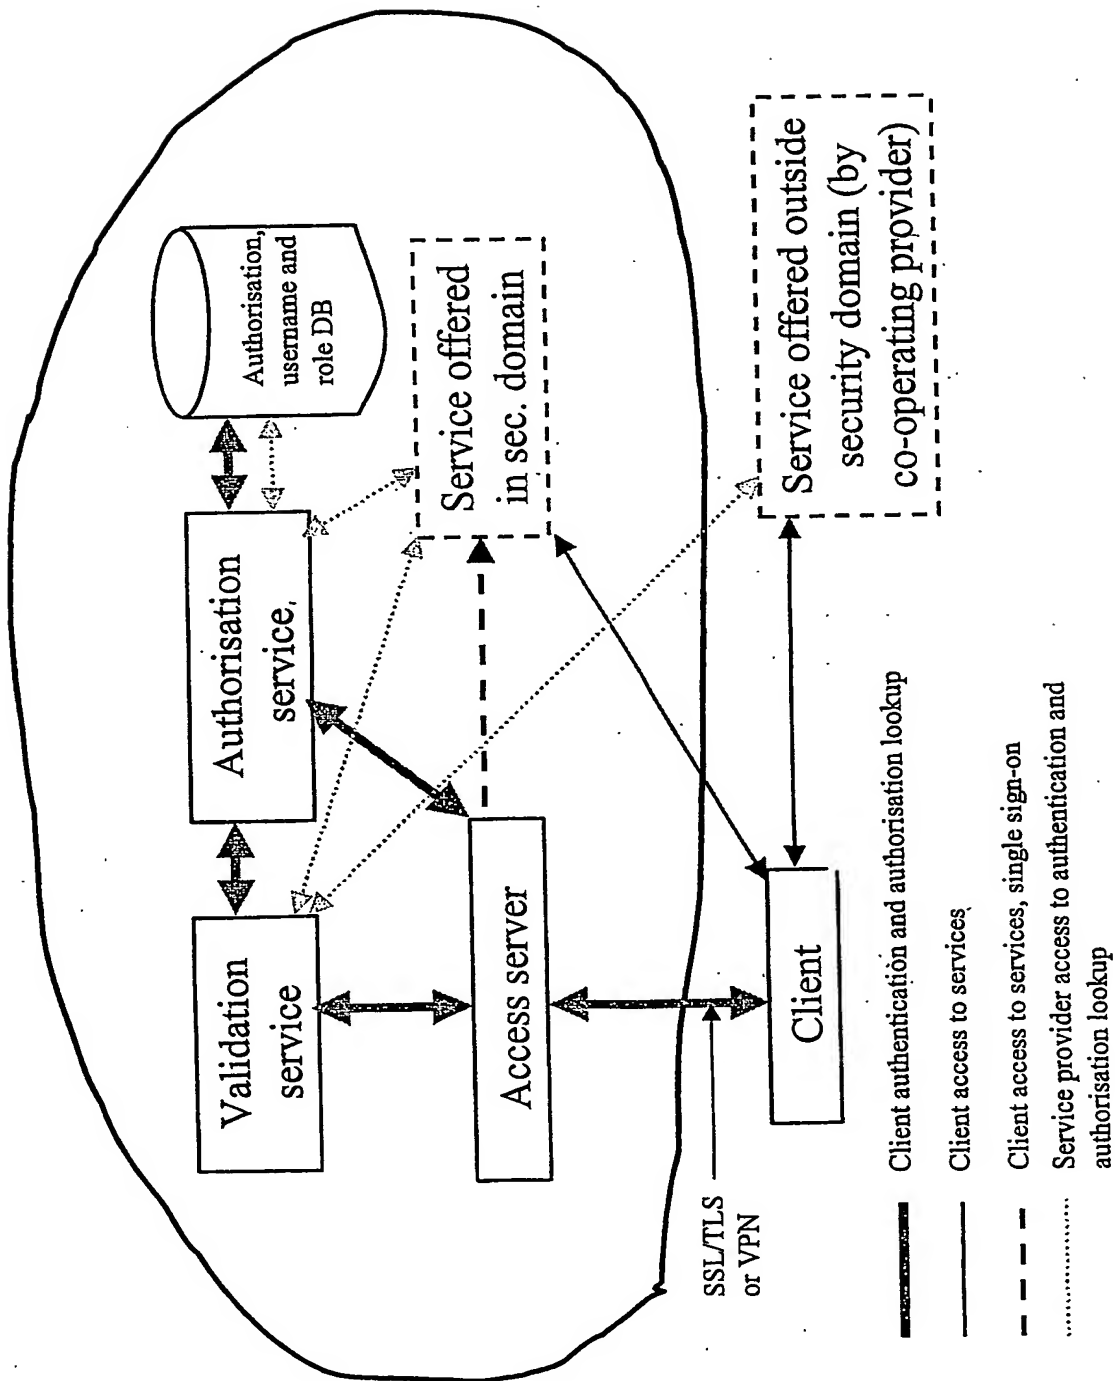 Validation
service
Authorisation
service,
Authorisation,
username and
role DB
Access server
Service offered
in sec. domain
SSL/TLS
or VPN
Client
Service offered outside
security domain (by
co-operating provider)
Client authentication and authorisation lookup
Client access to services
Client access to services, single sign-on
Service provider access to authentication and
authorisation lookup